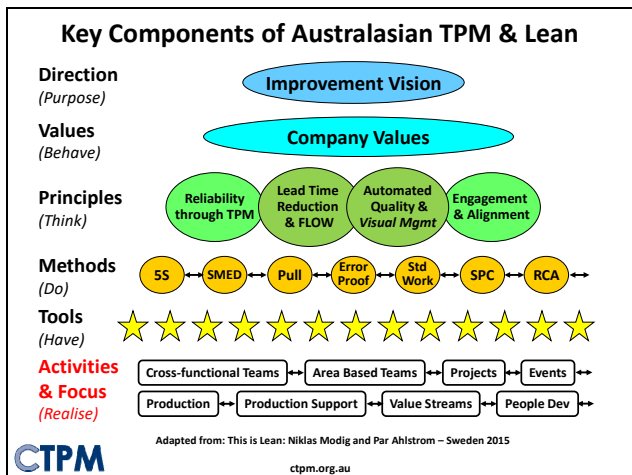 Key Components of Australasian TPM & Lean
Direction
(Purpose)
Improvement Vision
Values
(Behave)
Company Values
Principles
(Think)
Reliability
through TPM
Lead Time
Reduction
& FLOW
Automated
Quality &
Visual Mgmt
Engagement
& Alignment
Methods
(Do)
5S
SMED
Pull
Error
Proof
Std
Work
SPC
RCA
Tools
(Have)
Activities
& Focus
(Realise)
Cross-functional Teams
Area Based Teams
Projects
Events
Production
Production Support
Value Streams
People Dev
Adapted from: This is Lean: Niklas Modig and Par Ahlstrom – Sweden 2015
CTPM
ctpm.org.au